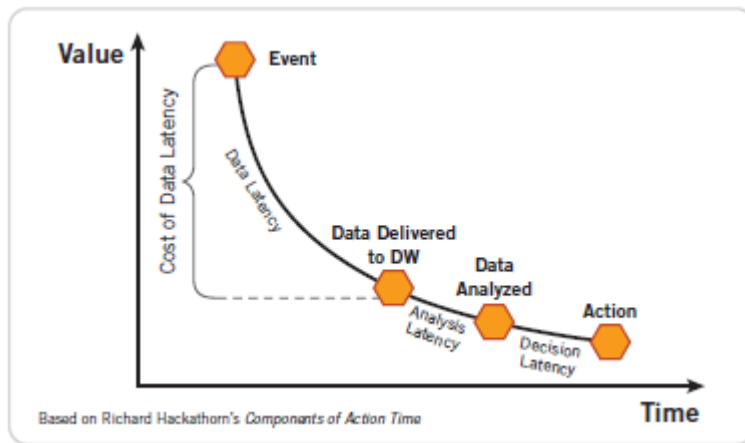 Value
Event
Cost of Data Latency
Data Latency
Data Delivered
to DW
Data
Analyzed
Action
Analysis
Latency
Decision
Latency
Time
Based on Richard Hackathorn's Components of Action Time